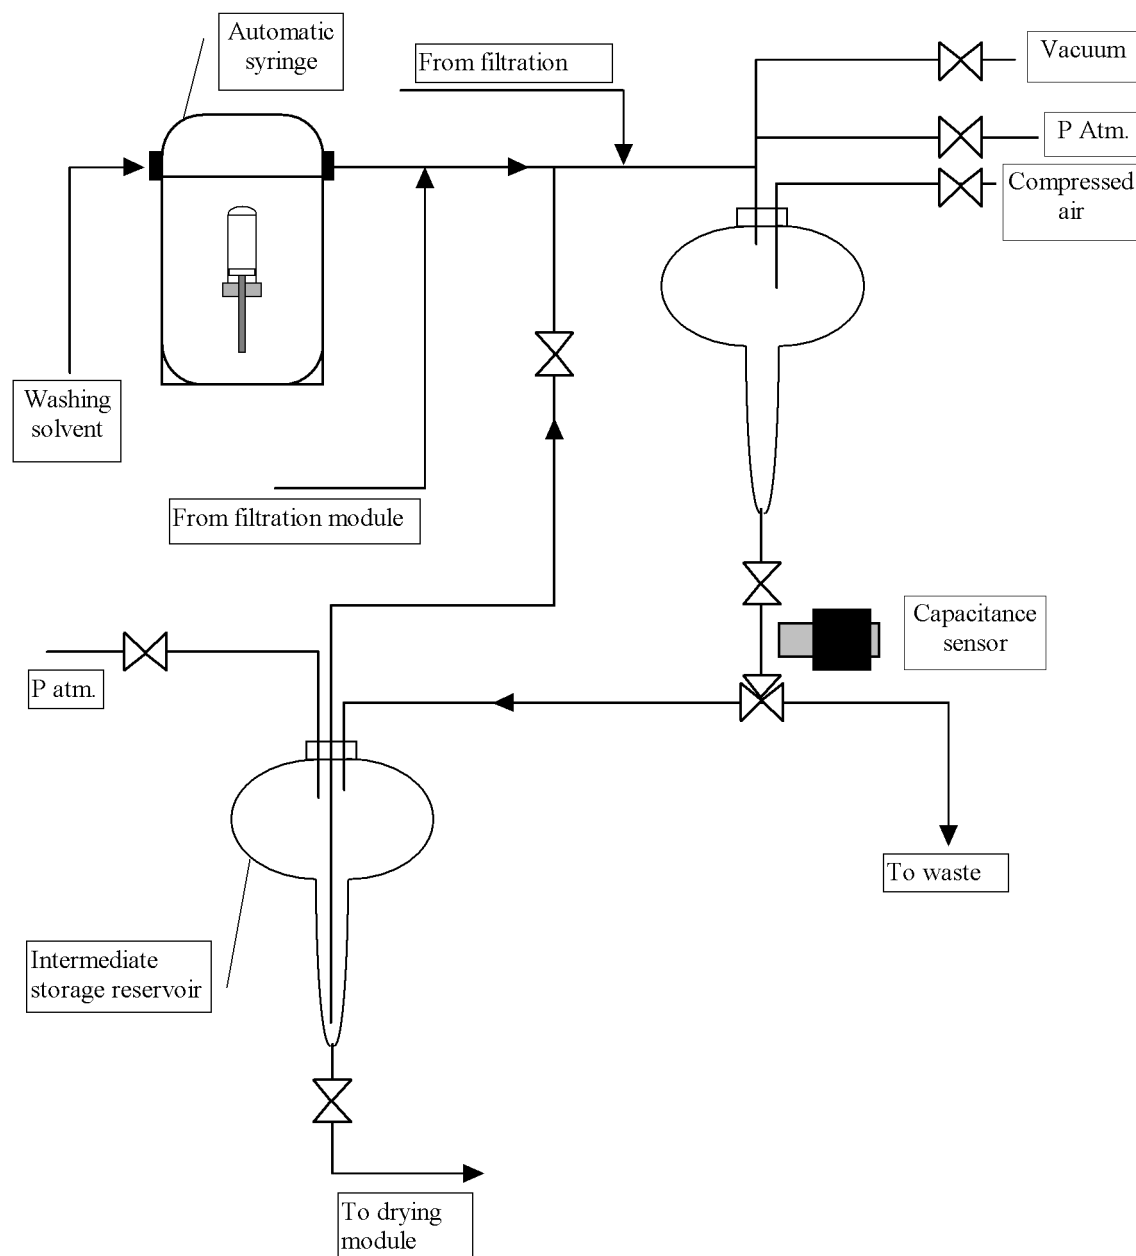 Automatic
syringe
From filtration
Vacuum
P Atm.
Compressed
air
Washing
solvent
From filtration module
Capacitance
sensor
P atm.
To waste
Intermediate
storage reservoir
To drying
module